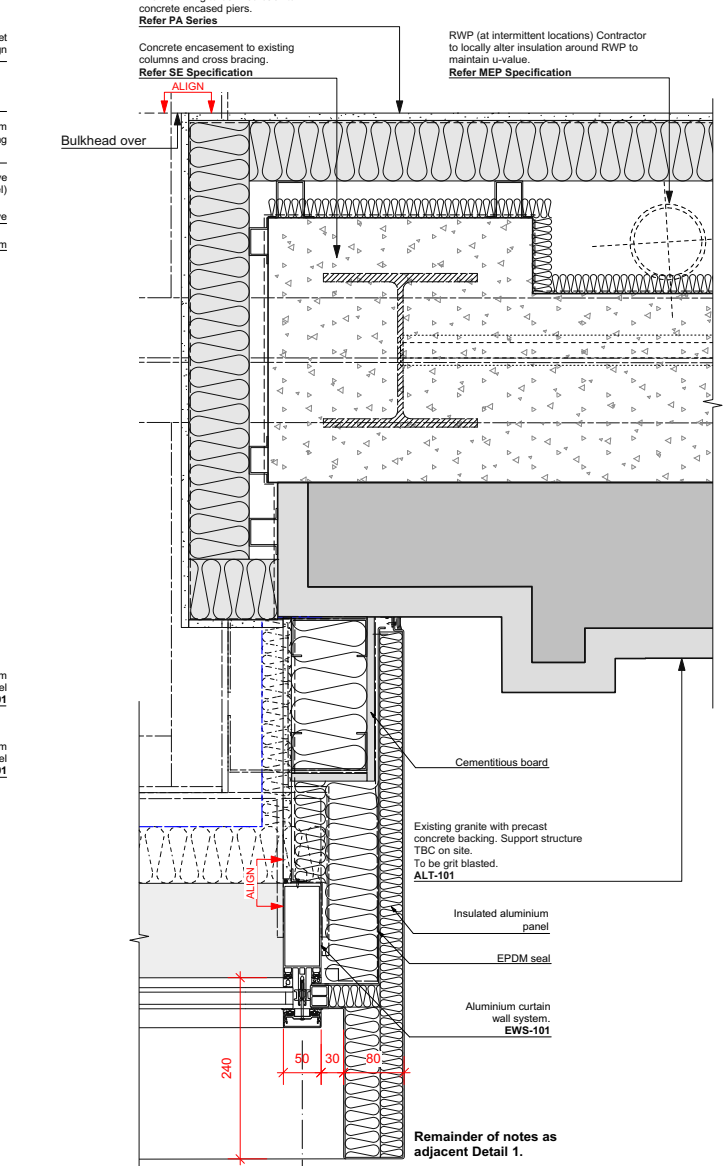 concrete encased piers.
Refer PA Series
Concrete encasement to existing
columns and cross bracing.
Refer SE Specification
RWP (at intermittent locations) Contractor
to locally alter insulation around RWP to
maintain u-value.
Refer MEP Specification
ALIGN
Bulkhead over
Cementitious board
Existing granite with precast
concrete backing. Support structure
TBC on site.
To be grit blasted.
ALT-101
ALIGN
Insulated aluminium
panel
EPDM seal
Aluminium curtain
wall system.
EWS-101
240
50 30 80
Remainder of notes as
adjacent Detail 1.